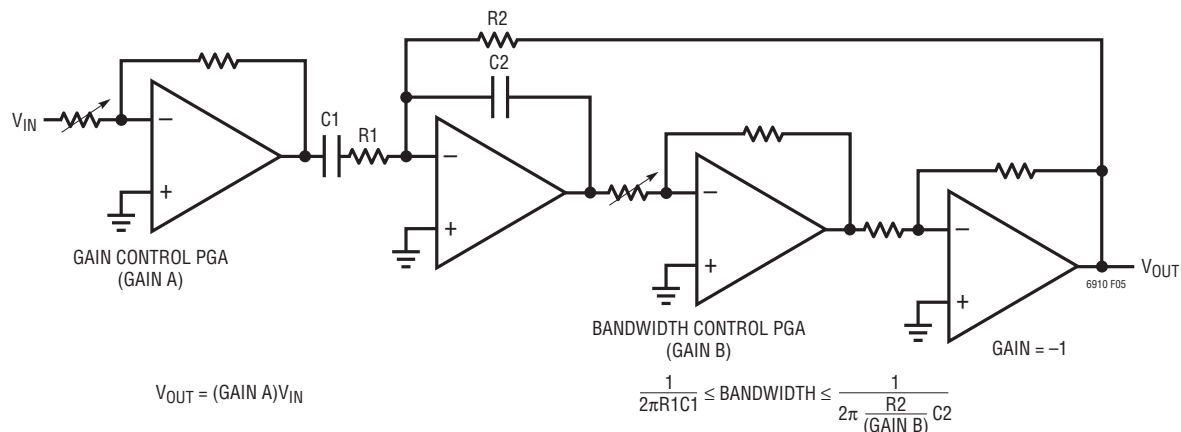 R2
C2
C1
R1
VIN
−
+
−
+
−
+
−
+
GAIN CONTROL PGA
(GAIN A)
BANDWIDTH CONTROL PGA
(GAIN B)
GAIN = –1
VOUT
6910 F05
VOUT = (GAIN A)VIN
1/(2πR1C1) ≤ BANDWIDTH ≤ 1/(2π R2/(GAIN B) C2)